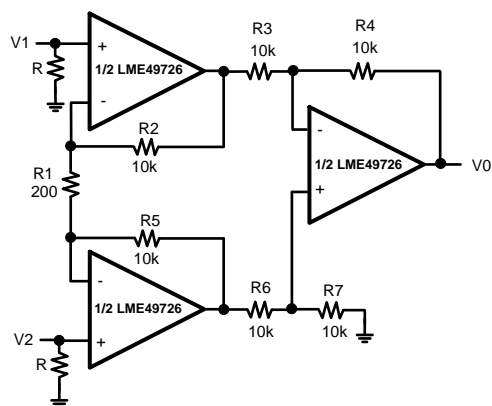 V1
R
1/2 LME49726
R3
10k
R4
10k
R2
10k
R1
200
1/2 LME49726
V0
R5
10k
1/2 LME49726
R6
10k
R7
10k
V2
R
+
-
-
+
-
+